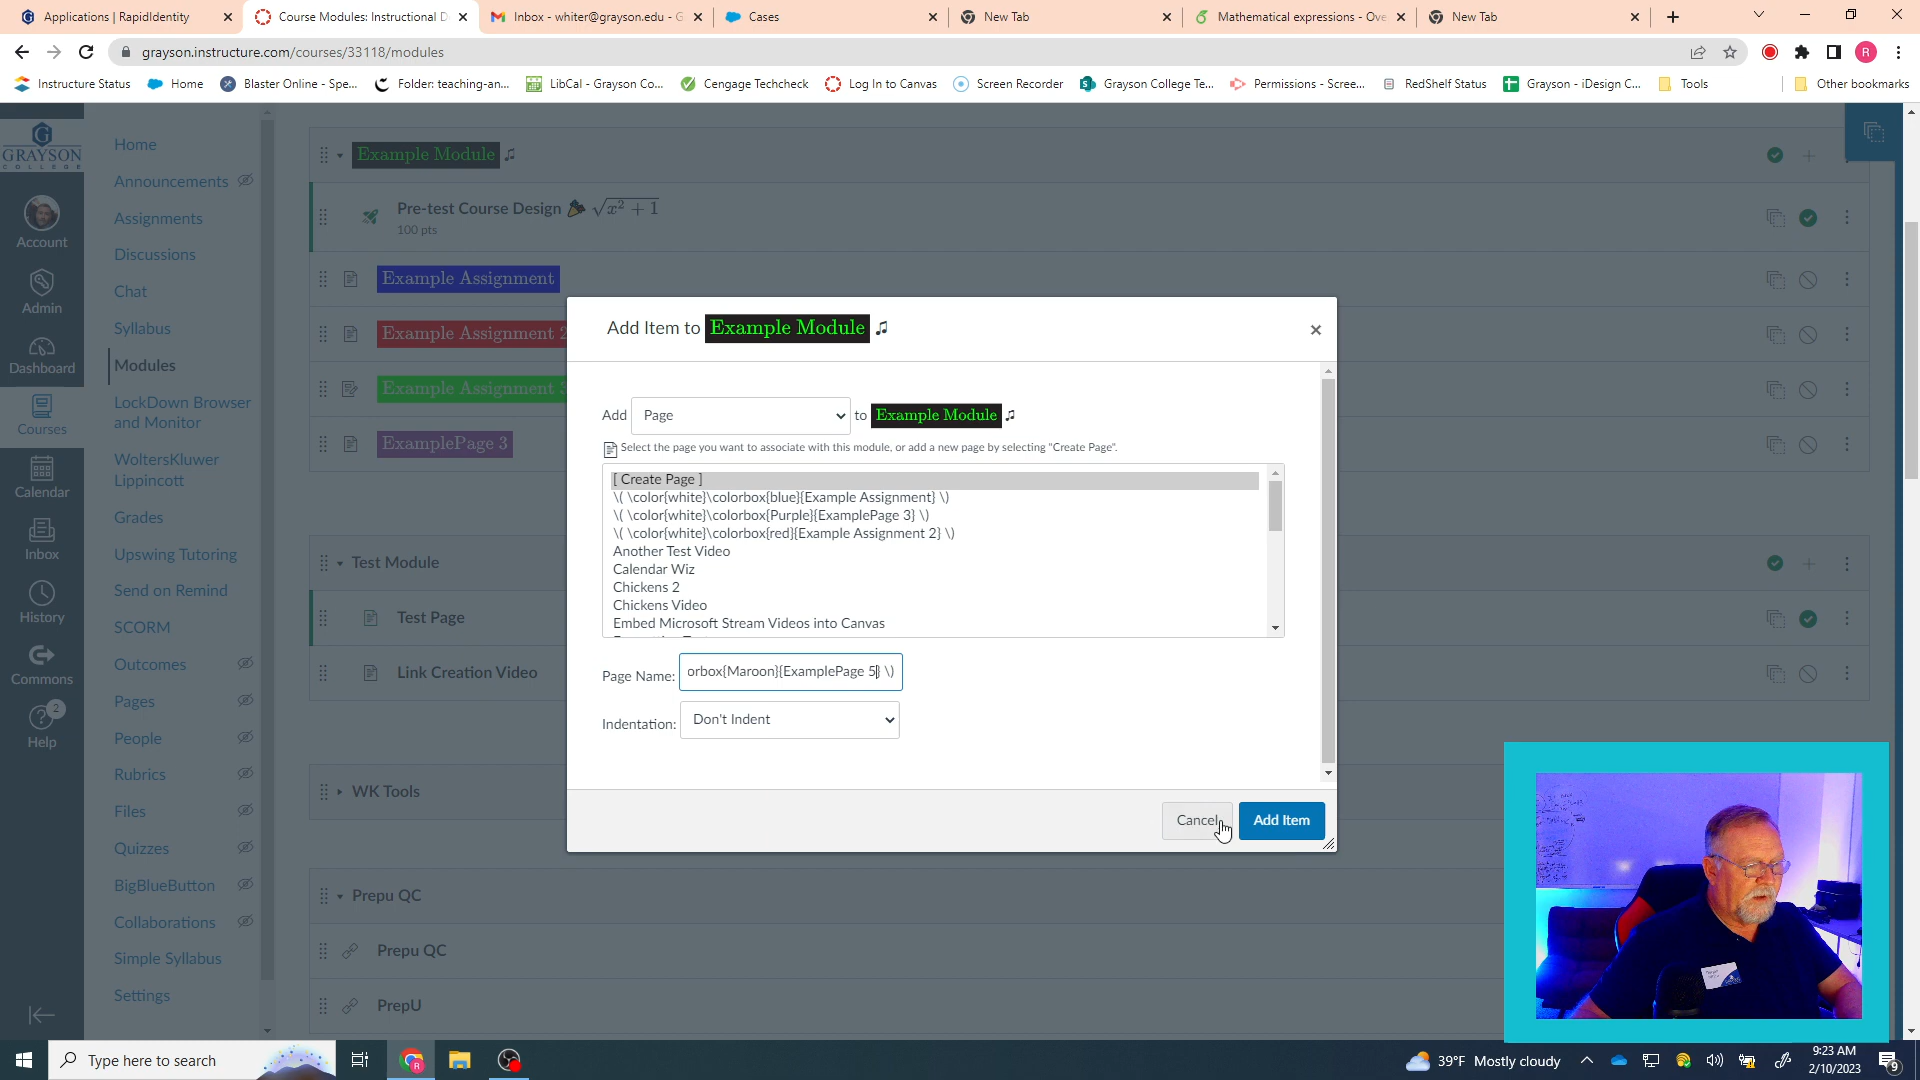 Applications | RapidIdentity
Course Modules: Instructional D
Inbox - whiter@grayson.edu - G
Cases
New Tab
Mathematical expressions - Ove
New Tab
grayson.instructure.com/courses/33118/modules
Instructure Status
Home
Blaster Online - Spe...
Folder: teaching-an...
LibCal - Grayson Co...
Cengage Techcheck
Log In to Canvas
Screen Recorder
Grayson College Te...
Permissions - Scree...
RedShelf Status
Grayson - iDesign C...
Tools
Other bookmarks
GRAYSON
COLLEGE
Account
Admin
Dashboard
Courses
Calendar
Inbox
History
Commons
2
Help
Home
Announcements
Assignments
Discussions
Chat
Syllabus
Modules
LockDown Browser
and Monitor
WoltersKluwer
Lippincott
Grades
Upswing Tutoring
Send on Remind
SCORM
Outcomes
Pages
People
Rubrics
Files
Quizzes
BigBlueButton
Collaborations
Simple Syllabus
Settings
Example Module ♫
Pre-test Course Design 🎉 √x² + 1
100 pts
Example Assignment
Example Assignment 2
Example Assignment 3
ExamplePage 3
Test Module
Test Page
Link Creation Video
WK Tools
Prepu QC
Prepu QC
PrepU
Add Item to Example Module ♫
Add Page to Example Module ♫
Select the page you want to associate with this module, or add a new page by selecting "Create Page".
[ Create Page ]
\( \color{white}\colorbox{blue}{Example Assignment} \)
\( \color{white}\colorbox{Purple}{ExamplePage 3} \)
\( \color{white}\colorbox{red}{Example Assignment 2} \)
Another Test Video
Calendar Wiz
Chickens 2
Chickens Video
Embed Microsoft Stream Videos into Canvas
Page Name: orbox{Maroon}{ExamplePage 5} \)
Indentation: Don't Indent
Cancel
Add Item
Type here to search
39°F Mostly cloudy
9:23 AM
2/10/2023
9